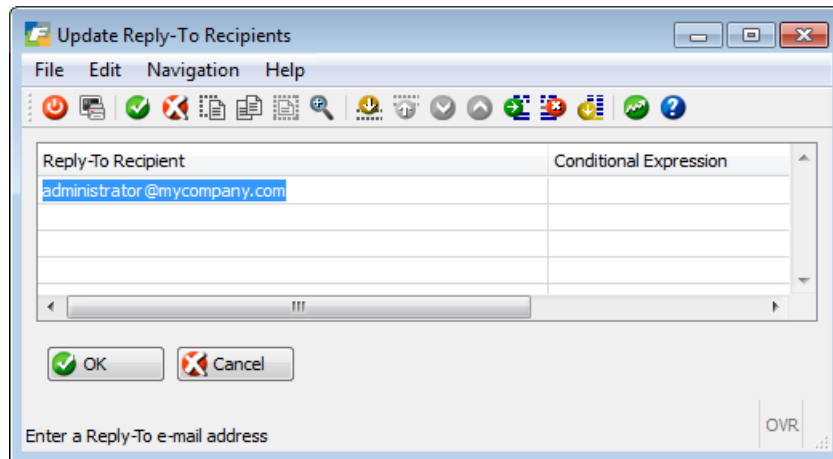 Update Reply-To Recipients
File Edit Navigation Help
Reply-To Recipient Conditional Expression
administrator@mycompany.com
OK Cancel
Enter a Reply-To e-mail address OVR